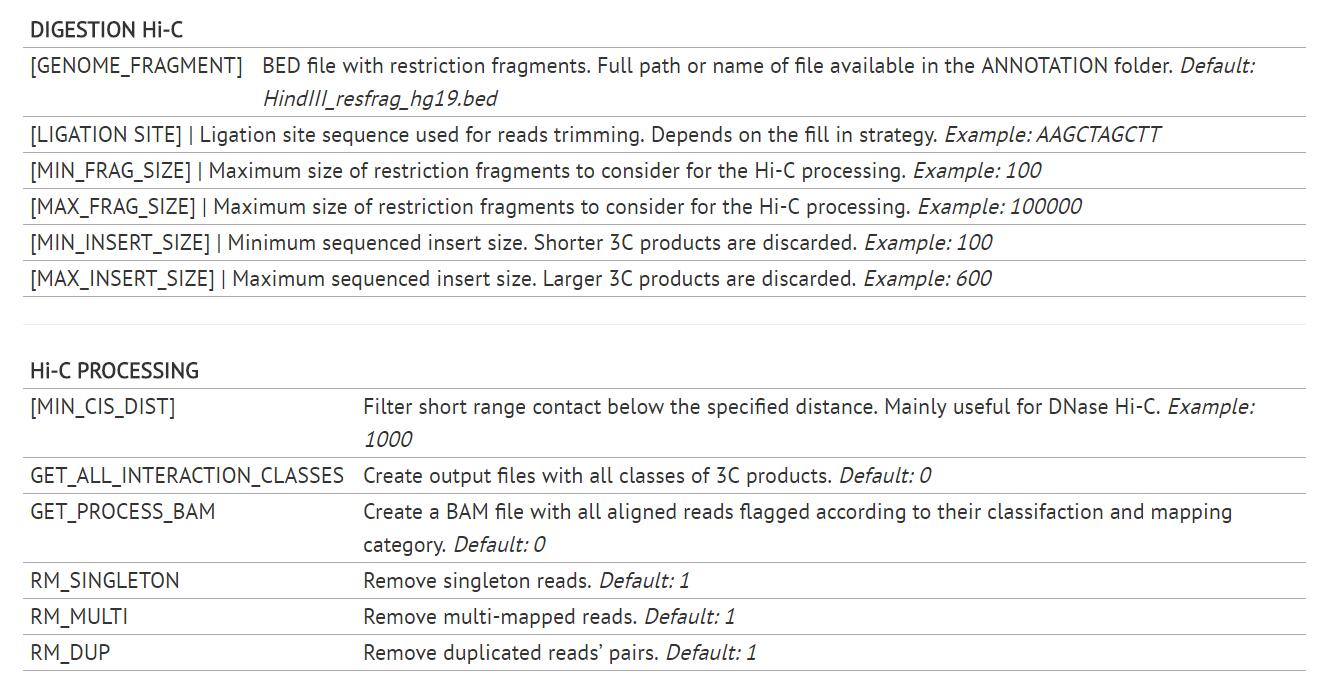 DIGESTION Hi-C
[GENOME_FRAGMENT] BED file with restriction fragments. Full path or name of file available in the ANNOTATION folder. Default:
HindIII_resfrag_hg19.bed
[LIGATION SITE] | Ligation site sequence used for reads trimming. Depends on the fill in strategy. Example: AAGCTAGCTT
[MIN_FRAG_SIZE] | Maximum size of restriction fragments to consider for the Hi-C processing. Example: 100
[MAX_FRAG_SIZE] | Maximum size of restriction fragments to consider for the Hi-C processing. Example: 100000
[MIN_INSERT_SIZE] | Minimum sequenced insert size. Shorter 3C products are discarded. Example: 100
[MAX_INSERT_SIZE] | Maximum sequenced insert size. Larger 3C products are discarded. Example: 600
Hi-C PROCESSING
[MIN_CIS_DIST] Filter short range contact below the specified distance. Mainly useful for DNase Hi-C. Example:
1000
GET_ALL_INTERACTION_CLASSES Create output files with all classes of 3C products. Default: 0
GET_PROCESS_BAM Create a BAM file with all aligned reads flagged according to their classifaction and mapping
category. Default: 0
RM_SINGLETON Remove singleton reads. Default: 1
RM_MULTI Remove multi-mapped reads. Default: 1
RM_DUP Remove duplicated reads’ pairs. Default: 1